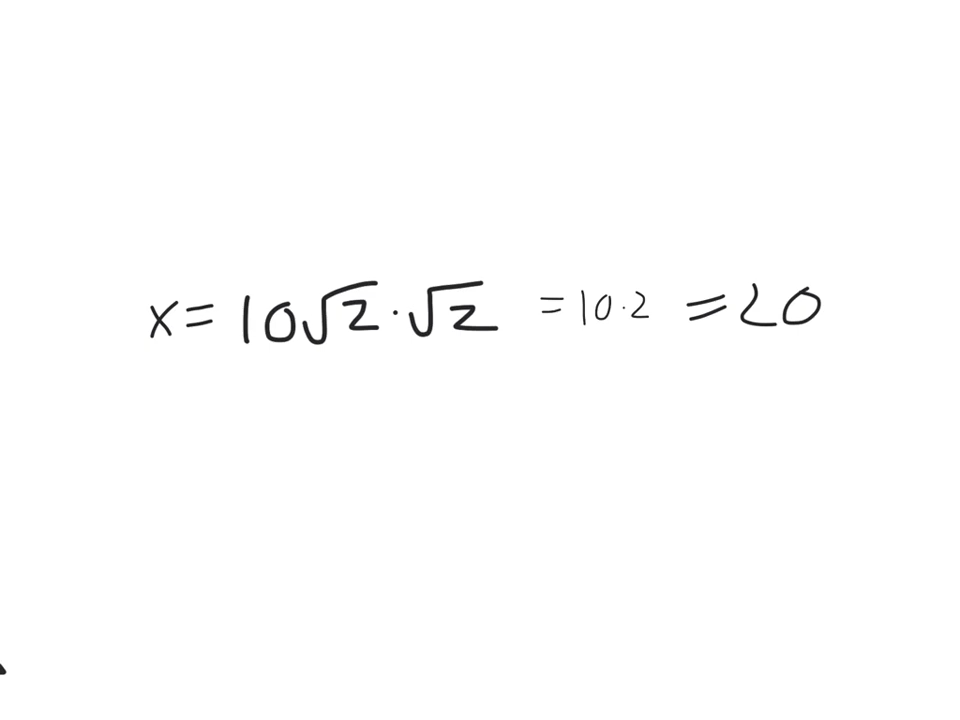 x = 10√2 · √2 = 10 · 2 = 20